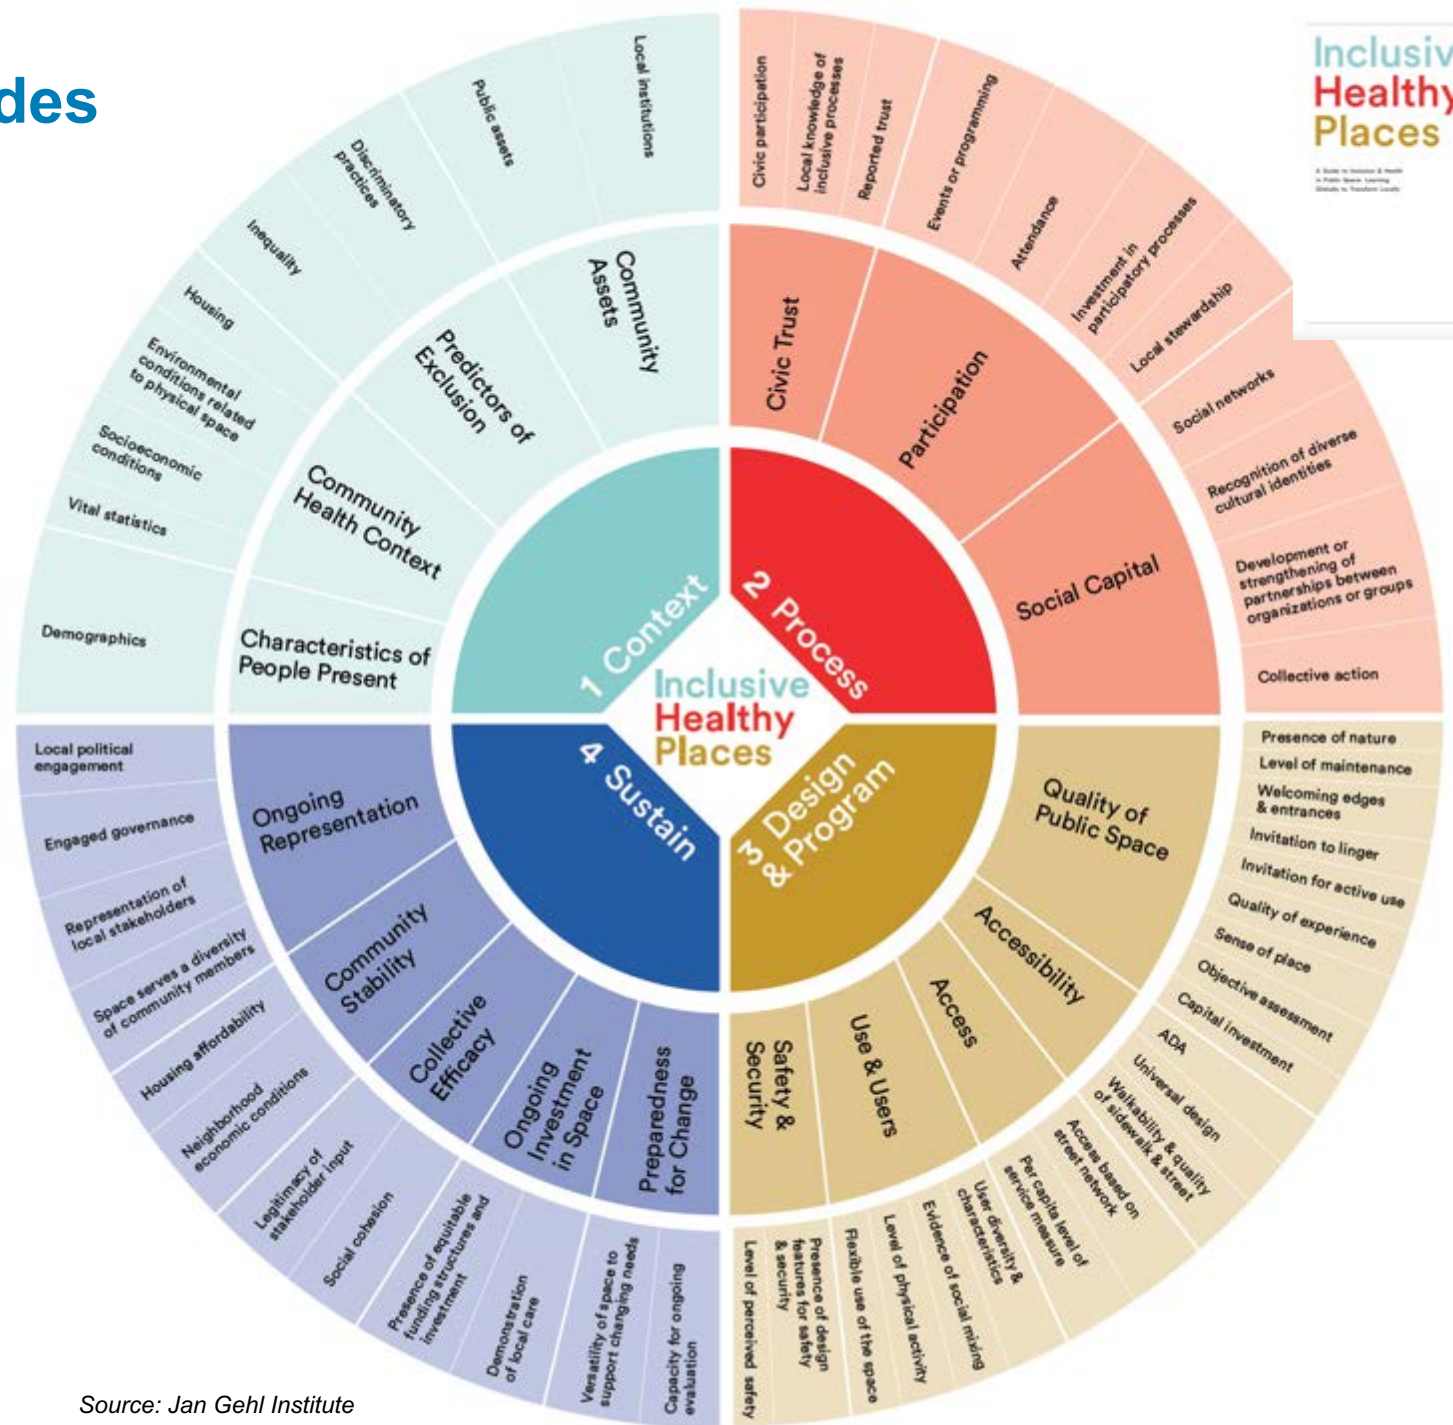 des
Inclusiv
Healthy
Places
A Guide to Inclusion & Health
in Public Space: Learning
Globally to Transform Locally
Local institutions
Public assets
Discriminatory
practices
Inequality
Housing
Environmental
conditions related
to physical space
Socioeconomic
conditions
Vital statistics
Demographics
Community
Assets
Predictors of
Exclusion
Community
Health Context
Characteristics of
People Present
1 Context
Civic participation
Local knowledge of
inclusive processes
Reported trust
Events or programming
Attendance
Investment in
participatory processes
Local stewardship
Social networks
Recognition of diverse
cultural identities
Development or
strengthening of
partnerships between
organizations or groups
Collective action
Civic Trust
Participation
Social Capital
2 Process
Inclusive
Healthy
Places
3 Design
& Program
Quality of
Public Space
Accessibility
Access
Use & Users
Safety &
Security
Presence of nature
Level of maintenance
Welcoming edges
& entrances
Invitation to linger
Invitation for active use
Quality of experience
Sense of place
Objective assessment
Capital investment
ADA
Universal design
Walkability & quality
of sidewalk & street
Access based on
street network
Per capita level of
service measure
User diversity &
characteristics
Evidence of social mixing
Level of physical activity
Flexible use of the space
Presence of design
features for safety
& security
Level of perceived safety
4 Sustain
Ongoing
Representation
Community
Stability
Collective
Efficacy
Ongoing
Investment
in Space
Preparedness
for Change
Local political
engagement
Engaged governance
Representation of
local stakeholders
Space serves a diversity
of community members
Housing affordability
Neighborhood
economic conditions
Legitimacy of
stakeholder input
Social cohesion
Presence of equitable
funding structures and
investment
Demonstration
of local care
Versatility of space to
support changing needs
Capacity for ongoing
evaluation
Source: Jan Gehl Institute